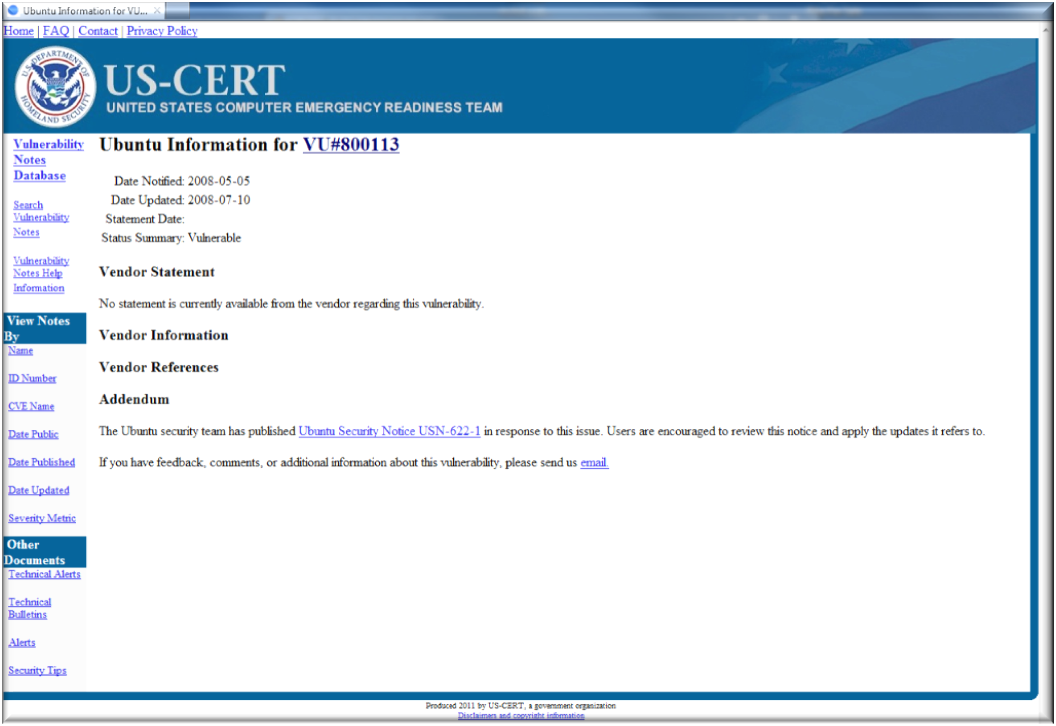 Ubuntu Information for VU...
Home | FAQ | Contact | Privacy Policy
U.S. DEPARTMENT OF HOMELAND SECURITY
US-CERT
UNITED STATES COMPUTER EMERGENCY READINESS TEAM
Vulnerability
Notes
Database
Search
Vulnerability
Notes
Vulnerability
Notes Help
Information
View Notes
By
Name
ID Number
CVE Name
Date Public
Date Published
Date Updated
Severity Metric
Other
Documents
Technical Alerts
Technical
Bulletins
Alerts
Security Tips
Ubuntu Information for VU#800113
Date Notified: 2008-05-05
Date Updated: 2008-07-10
Statement Date:
Status Summary: Vulnerable
Vendor Statement
No statement is currently available from the vendor regarding this vulnerability.
Vendor Information
Vendor References
Addendum
The Ubuntu security team has published Ubuntu Security Notice USN-622-1 in response to this issue. Users are encouraged to review this notice and apply the updates it refers to.
If you have feedback, comments, or additional information about this vulnerability, please send us email.
Produced 2011 by US-CERT, a government organization
Disclaimers and copyright information